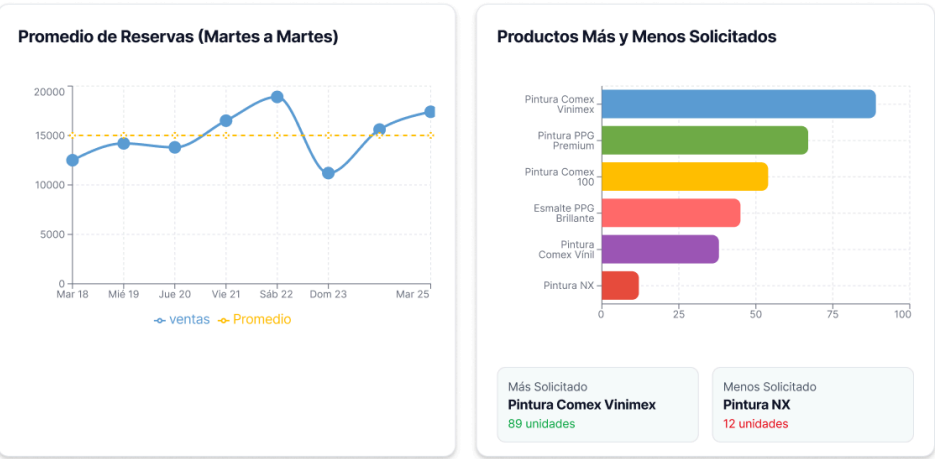 Promedio de Reservas (Martes a Martes)
20000
15000
10000
5000
0
Mar 18 Mié 19 Jue 20 Vie 21 Sáb 22 Dom 23 Mar 25
ventas Promedio
Productos Más y Menos Solicitados
Pintura Comex
Vinimex
Pintura PPG
Premium
Pintura Comex
100
Esmalte PPG
Brillante
Pintura
Comex Vinil
Pintura NX
0 25 50 75 100
Más Solicitado
Pintura Comex Vinimex
89 unidades
Menos Solicitado
Pintura NX
12 unidades